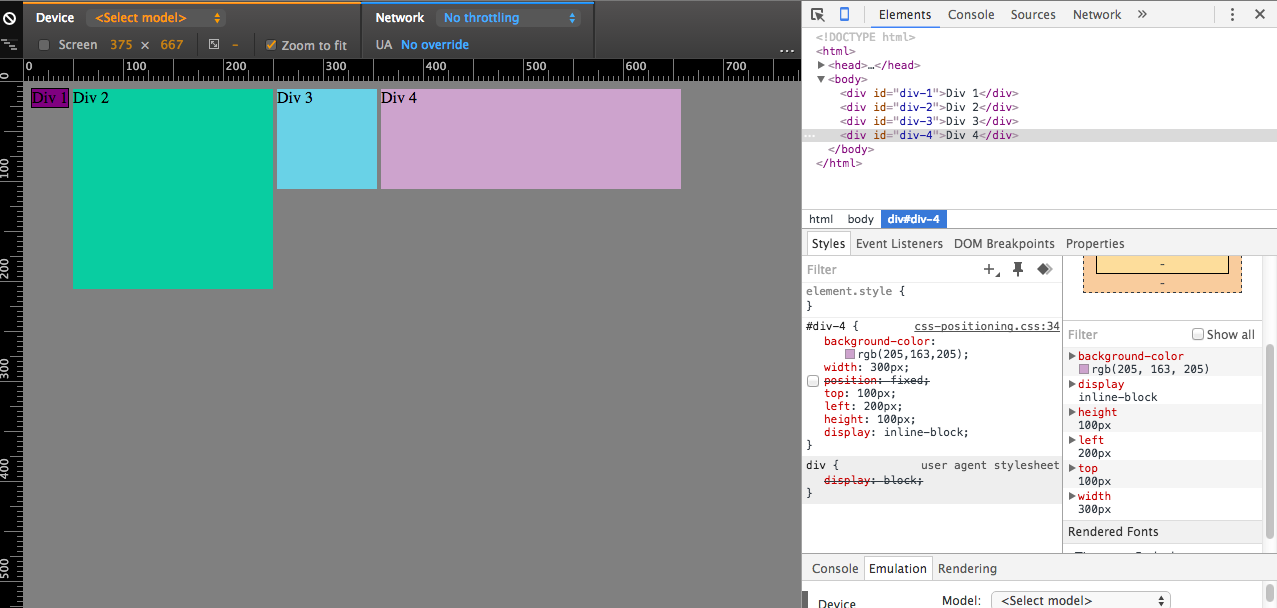 Device <Select model> Network No throttling
Screen 375 × 667 Zoom to fit UA No override ...
0 100 200 300 400 500 600 700
0
100
200
300
400
500
Div 1 Div 2 Div 3 Div 4
Elements Console Sources Network »
<!DOCTYPE html>
<html>
<head>…</head>
<body>
<div id="div-1">Div 1</div>
<div id="div-2">Div 2</div>
<div id="div-3">Div 3</div>
<div id="div-4">Div 4</div>
</body>
</html>
html body div#div-4
Styles Event Listeners DOM Breakpoints Properties
Filter
element.style {
}
#div-4 { css-positioning.css:34
background-color:
rgb(205,163,205);
width: 300px;
position: fixed;
top: 100px;
left: 200px;
height: 100px;
display: inline-block;
}
div { user agent stylesheet
display: block;
}
-
-
Filter Show all
background-color
rgb(205, 163, 205)
display
inline-block
height
100px
left
200px
top
100px
width
300px
Rendered Fonts
Console Emulation Rendering
Device Model: <Select model>